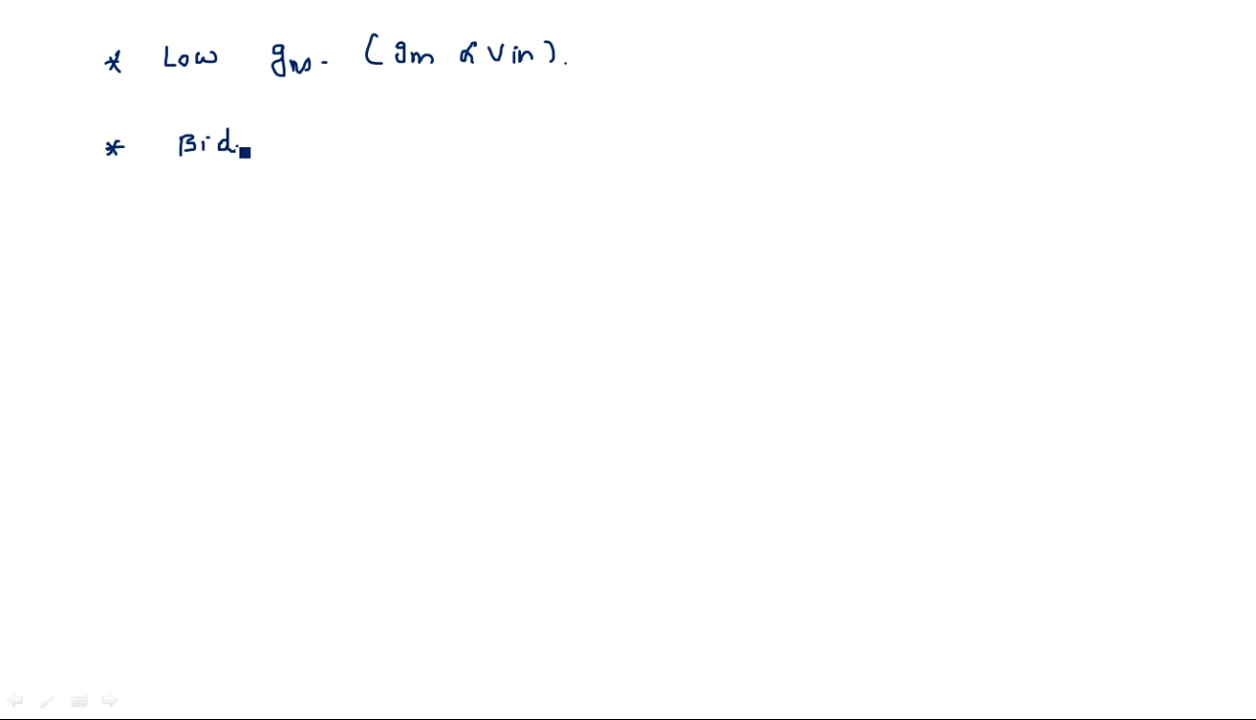 * Low gm. (gm α Vin).
* Bid